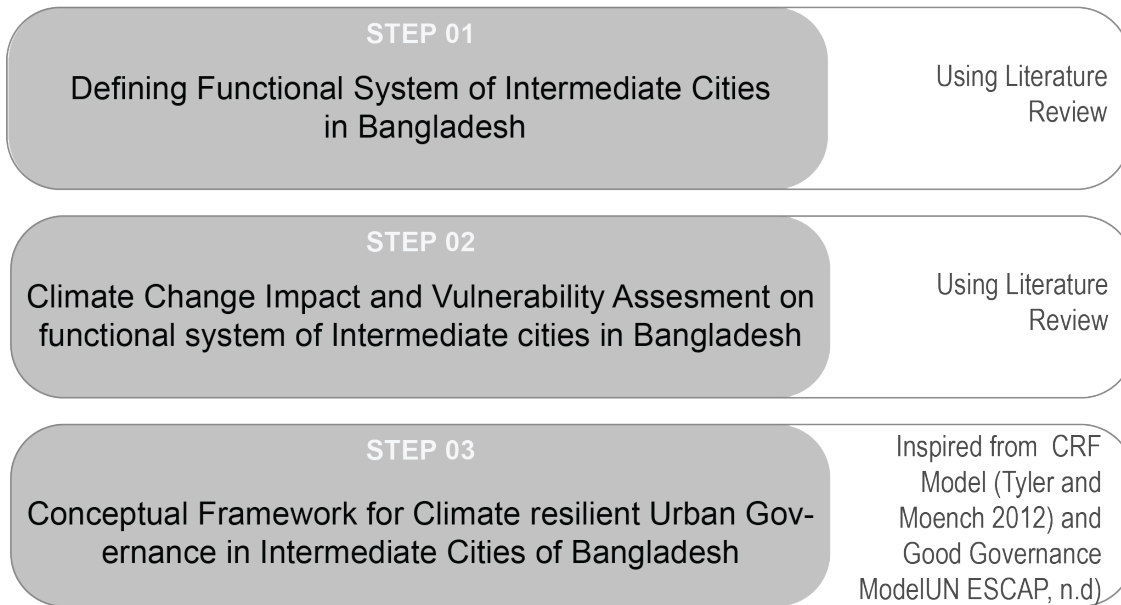 STEP 01
Defining Functional System of Intermediate Cities
in Bangladesh
Using Literature
Review
STEP 02
Climate Change Impact and Vulnerability Assesment on
functional system of Intermediate cities in Bangladesh
Using Literature
Review
STEP 03
Conceptual Framework for Climate resilient Urban Gov-
ernance in Intermediate Cities of Bangladesh
Inspired from CRF
Model (Tyler and
Moench 2012) and
Good Governance
ModelUN ESCAP, n.d)